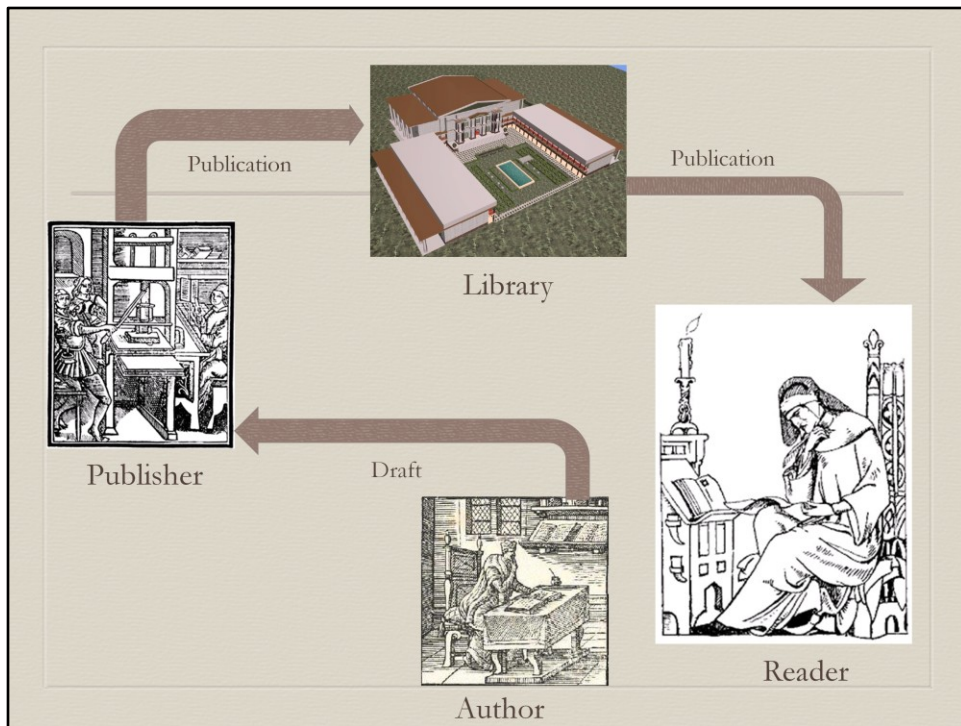 Publication
Publication
Library
Publisher
Draft
Reader
Author